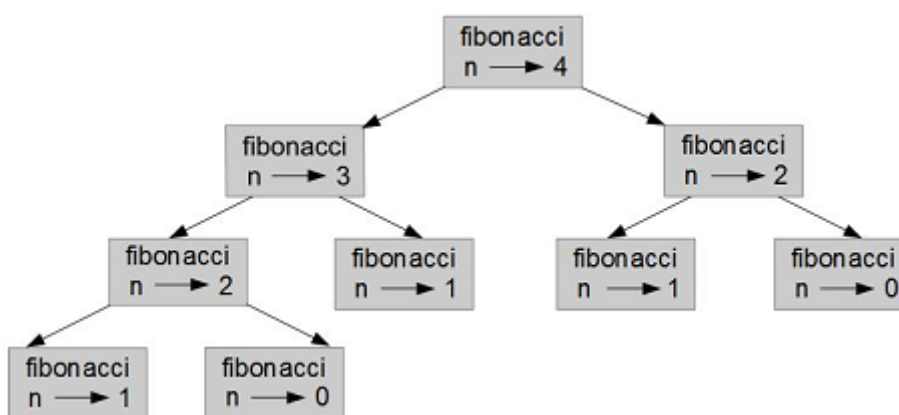 fibonacci
n → 4
fibonacci
n → 3
fibonacci
n → 2
fibonacci
n → 2
fibonacci
n → 1
fibonacci
n → 1
fibonacci
n → 0
fibonacci
n → 1
fibonacci
n → 0